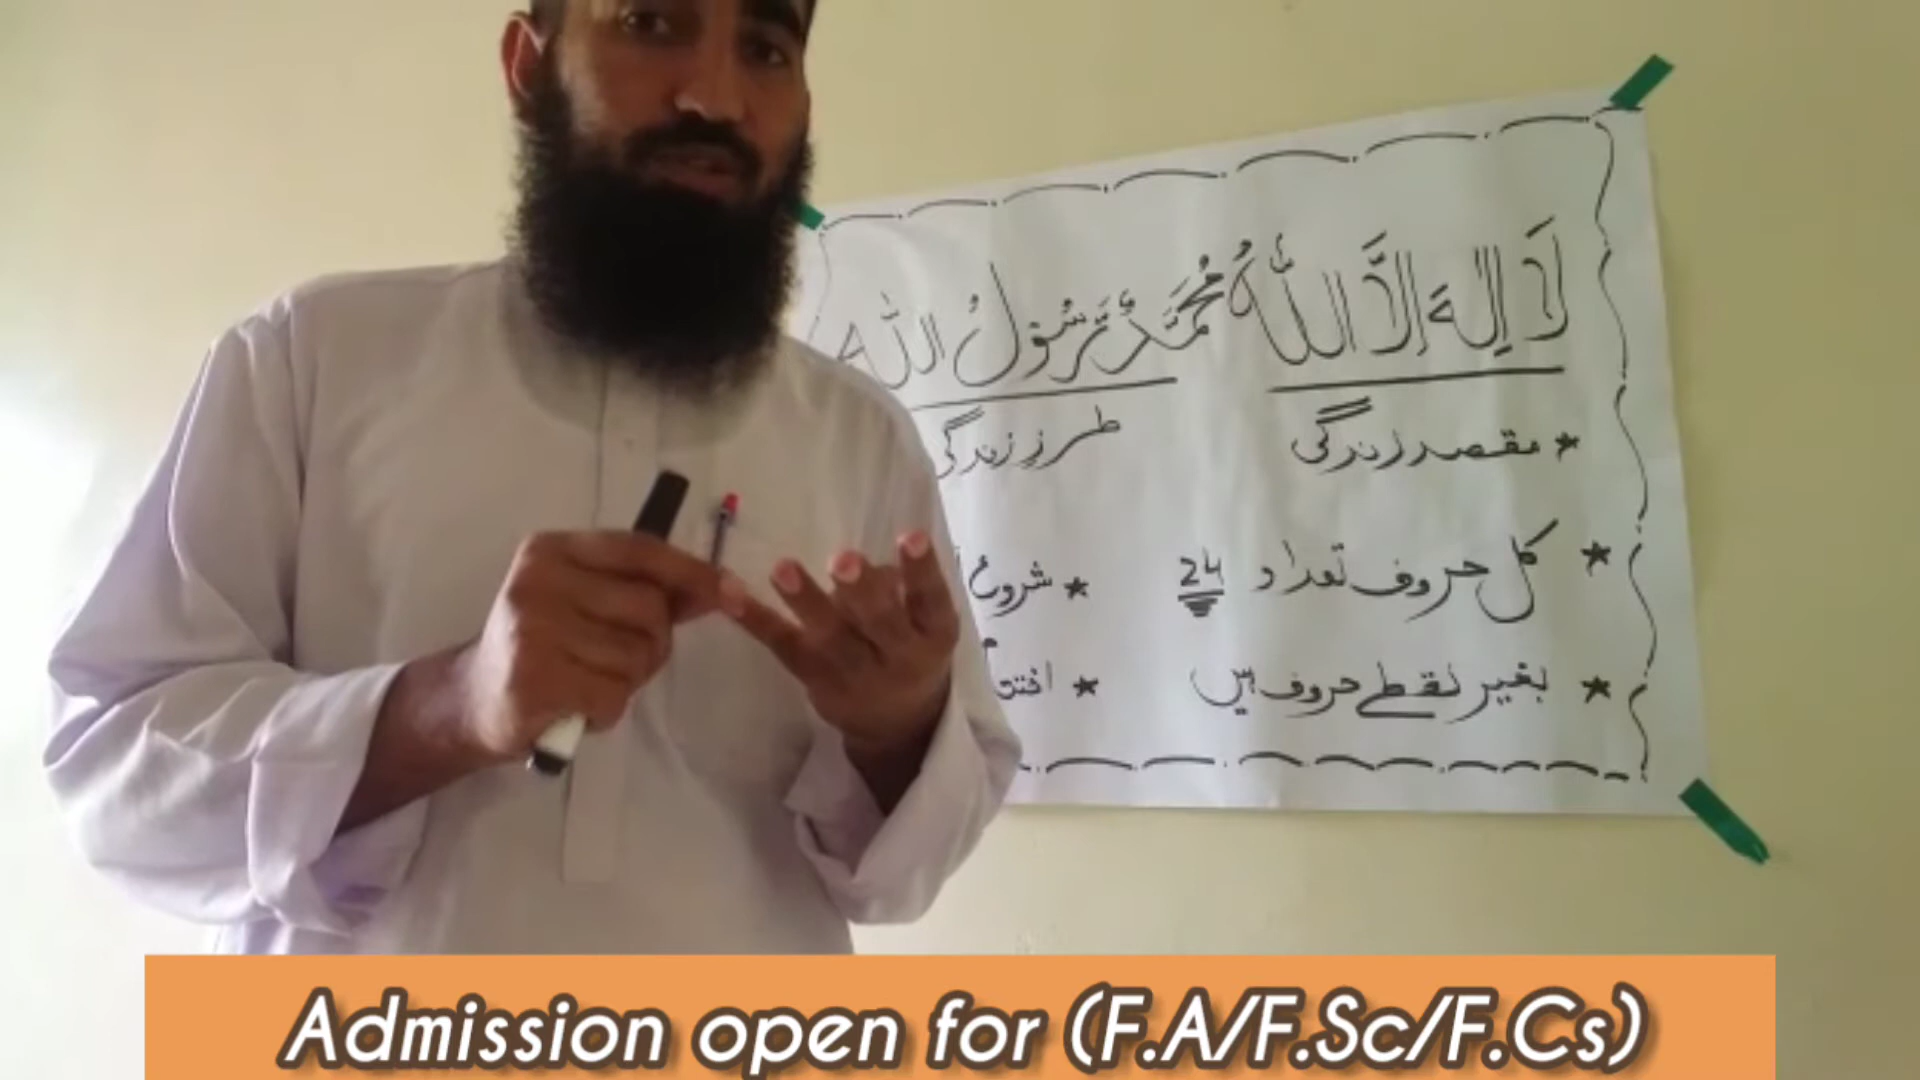 لَا اِلٰهَ اِلَّا اللّٰهُ مُحَمَّدٌ رَّسُوْلُ اللّٰهِ
★ مقصد زندگی
طرز زندگی
★ کل حروف تعداد 24
★ شروع
★ بغیر نقطے حروف ہیں
★
Admission open for (F.A/F.Sc/F.Cs)